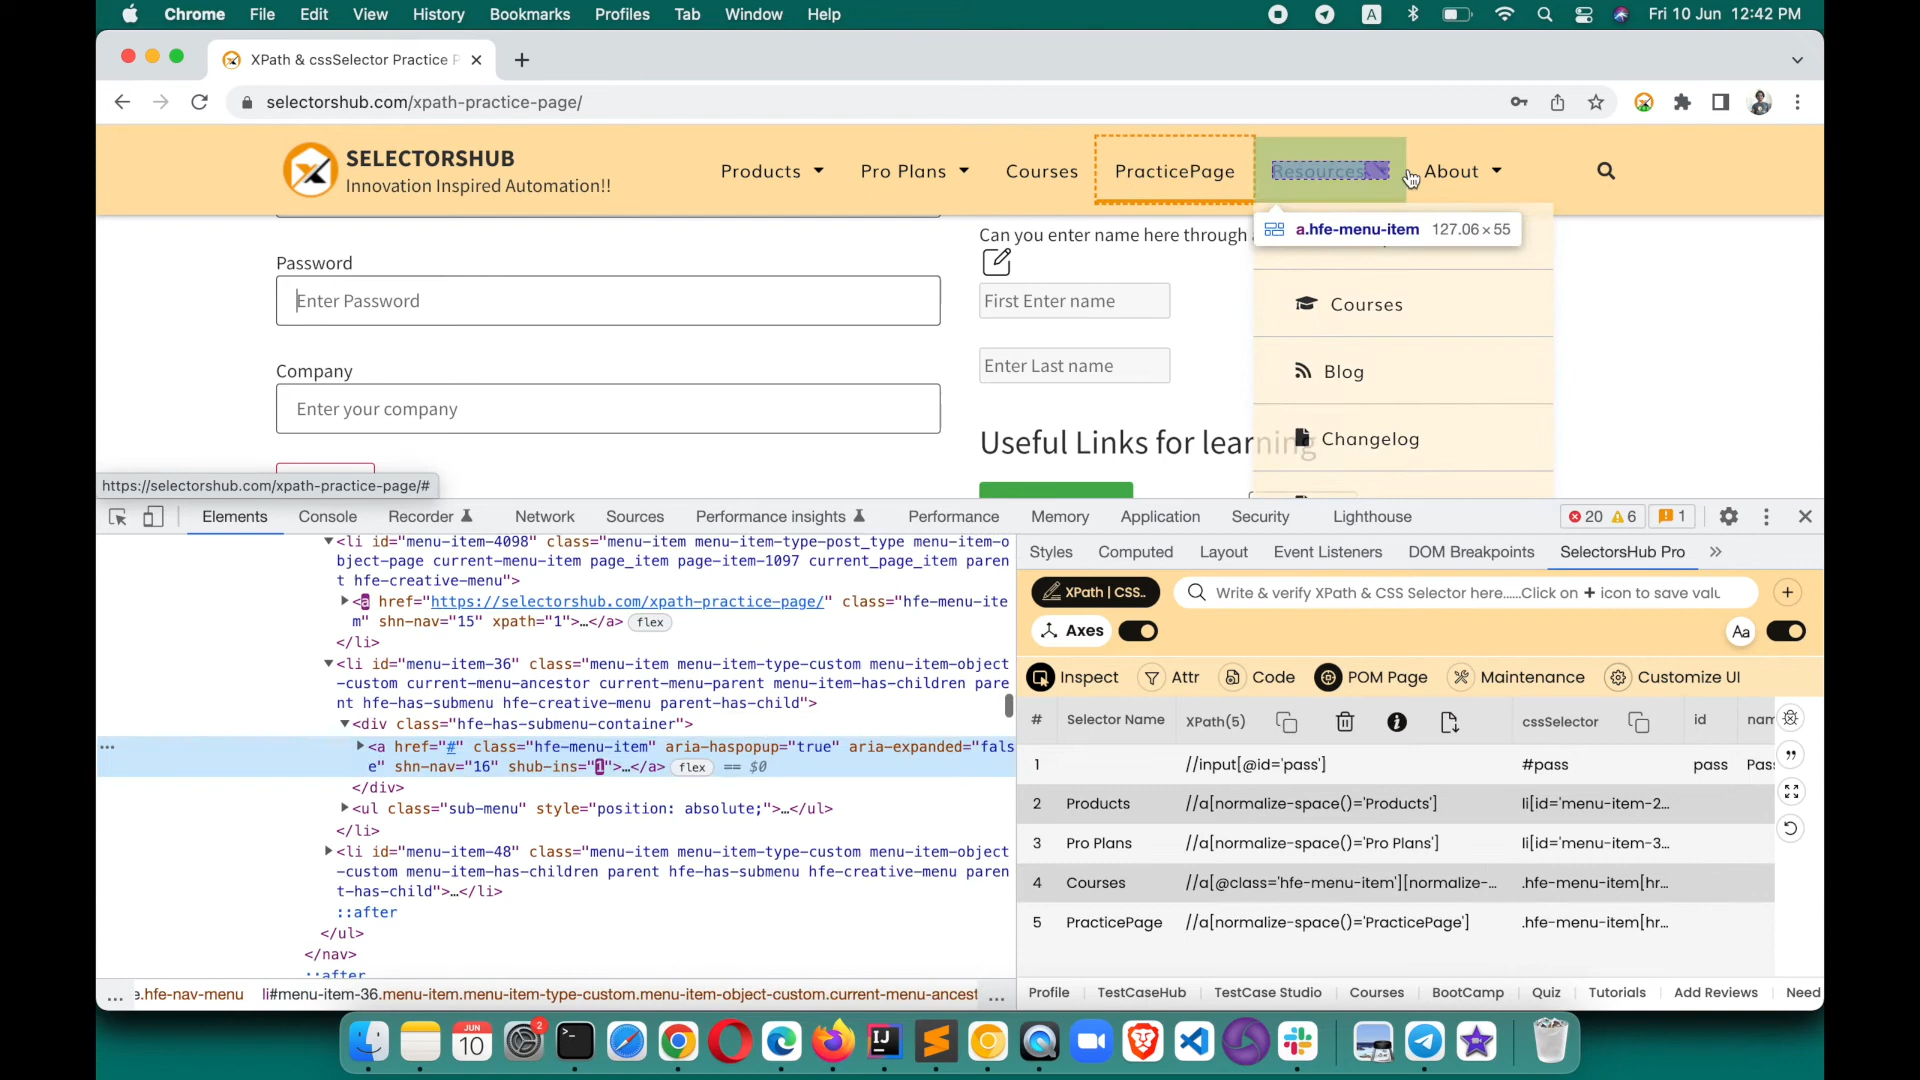 Chrome File Edit View History Bookmarks Profiles Tab Window Help
A Fri 10 Jun 12:42 PM
XPath & cssSelector Practice P
selectorshub.com/xpath-practice-page/
SELECTORSHUB
Innovation Inspired Automation!!
Products Pro Plans Courses PracticePage Resources About
a.hfe-menu-item 127.06×55
Can you enter name here through
Password
Enter Password
First Enter name
Courses
Enter Last name
Company
Blog
Enter your company
Useful Links for learning
Changelog
https://selectorshub.com/xpath-practice-page/#
Elements Console Recorder Network Sources Performance insights Performance Memory Application Security Lighthouse 20 6 1
<li id="menu-item-4098" class="menu-item menu-item-type-post_type menu-item-o
bject-page current-menu-item page_item page-item-1097 current_page_item paren
t hfe-creative-menu">
<a href="https://selectorshub.com/xpath-practice-page/" class="hfe-menu-ite
m" shn-nav="15" xpath="1">…</a> flex
</li>
<li id="menu-item-36" class="menu-item menu-item-type-custom menu-item-object
-custom current-menu-ancestor current-menu-parent menu-item-has-children pare
nt hfe-has-submenu hfe-creative-menu parent-has-child">
<div class="hfe-has-submenu-container">
<a href="#" class="hfe-menu-item" aria-haspopup="true" aria-expanded="fals
e" shn-nav="16" shub-ins="1">…</a> flex == $0
</div>
<ul class="sub-menu" style="position: absolute;">…</ul>
</li>
<li id="menu-item-48" class="menu-item menu-item-type-custom menu-item-object
-custom menu-item-has-children parent hfe-has-submenu hfe-creative-menu paren
t-has-child">…</li>
::after
</ul>
</nav>
::after
... e.hfe-nav-menu li#menu-item-36.menu-item.menu-item-type-custom.menu-item-object-custom.current-menu-ancest ...
Styles Computed Layout Event Listeners DOM Breakpoints SelectorsHub Pro »
XPath | CSS.. Write & verify XPath & CSS Selector here......Click on + icon to save valu
Axes Aa
Inspect Attr Code POM Page Maintenance Customize UI
# Selector Name XPath(5) cssSelector id nam
1 //input[@id='pass'] #pass pass Pass
2 Products //a[normalize-space()='Products'] li[id='menu-item-2...
3 Pro Plans //a[normalize-space()='Pro Plans'] li[id='menu-item-3...
4 Courses //a[@class='hfe-menu-item'][normalize-... .hfe-menu-item[hr...
5 PracticePage //a[normalize-space()='PracticePage'] .hfe-menu-item[hr...
Profile TestCaseHub TestCase Studio Courses BootCamp Quiz Tutorials Add Reviews Need
JUN
10
2
IJ